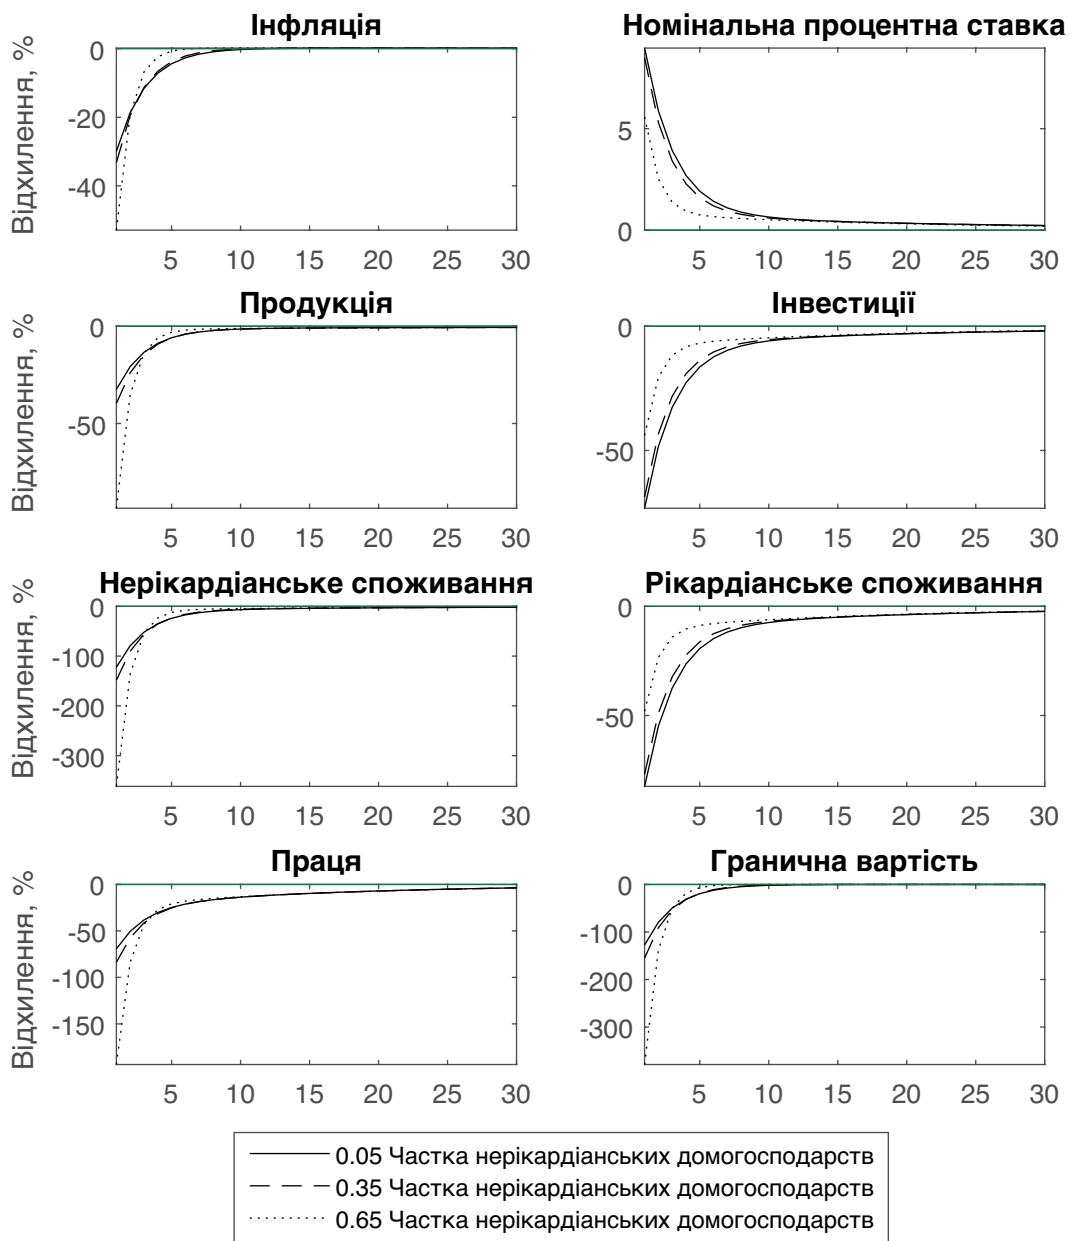 Інфляція
Номінальна процентна ставка
Відхилення, %
0
-20
-40
5 10 15 20 25 30
5
0
5 10 15 20 25 30
Продукція
Інвестиції
Відхилення, %
0
-50
5 10 15 20 25 30
0
-50
5 10 15 20 25 30
Нерікардіанське споживання
Рікардіанське споживання
Відхилення, %
0
-100
-200
-300
5 10 15 20 25 30
0
-50
5 10 15 20 25 30
Праця
Гранична вартість
Відхилення, %
0
-50
-100
-150
5 10 15 20 25 30
0
-100
-200
-300
5 10 15 20 25 30
0.05 Частка нерікардіанських домогосподарств
0.35 Частка нерікардіанських домогосподарств
0.65 Частка нерікардіанських домогосподарств